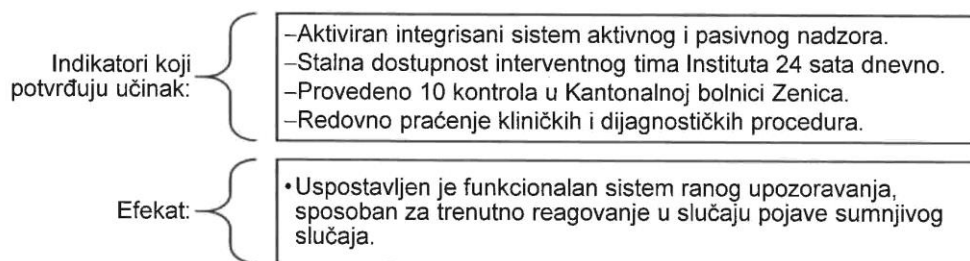 Indikatori koji
potvrđuju učinak:
–Aktiviran integrisani sistem aktivnog i pasivnog nadzora.
–Stalna dostupnost interventnog tima Instituta 24 sata dnevno.
–Provedeno 10 kontrola u Kantonalnoj bolnici Zenica.
–Redovno praćenje kliničkih i dijagnostičkih procedura.
Efekat:
•Uspostavljen je funkcionalan sistem ranog upozoravanja,
sposoban za trenutno reagovanje u slučaju pojave sumnjivog
slučaja.